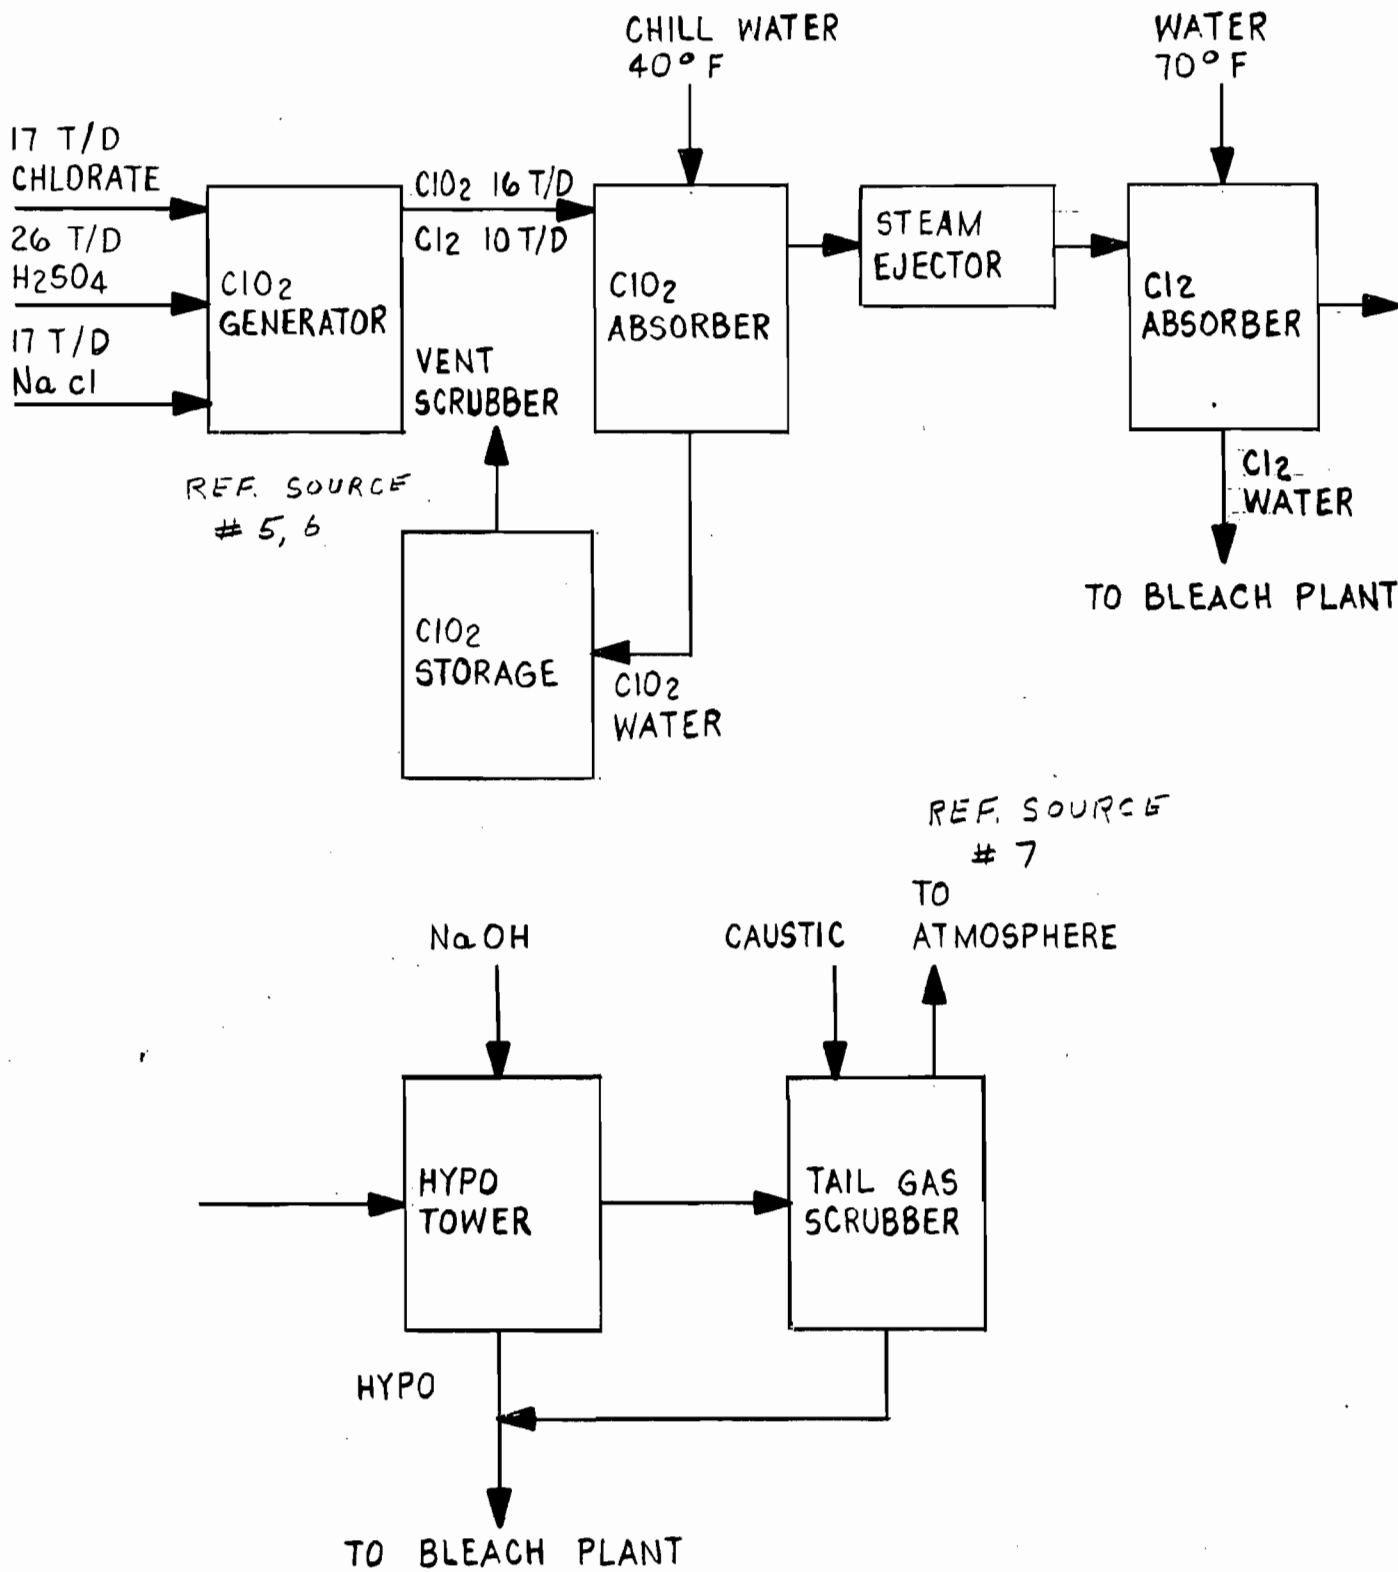 CHILL WATER
40°F
WATER
70°F
17 T/D
CHLORATE
26 T/D
H2SO4
17 T/D
Na Cl
ClO2
GENERATOR
ClO2 16 T/D
Cl2 10 T/D
ClO2
ABSORBER
STEAM
EJECTOR
Cl2
ABSORBER
VENT
SCRUBBER
REF. SOURCE
# 5, 6
Cl2
WATER
TO BLEACH PLANT
ClO2
STORAGE
ClO2
WATER
REF. SOURCE
# 7
NaOH
CAUSTIC
TO
ATMOSPHERE
HYPO
TOWER
TAIL GAS
SCRUBBER
HYPO
TO BLEACH PLANT